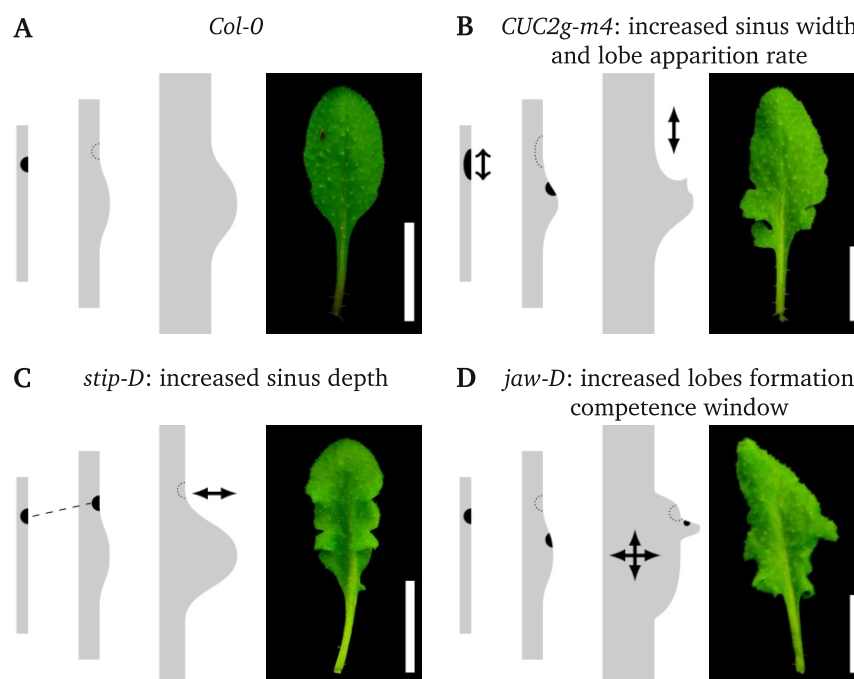 A
Col-0
B
CUC2g-m4: increased sinus width
and lobe apparition rate
C
stip-D: increased sinus depth
D
jaw-D: increased lobes formation
competence window